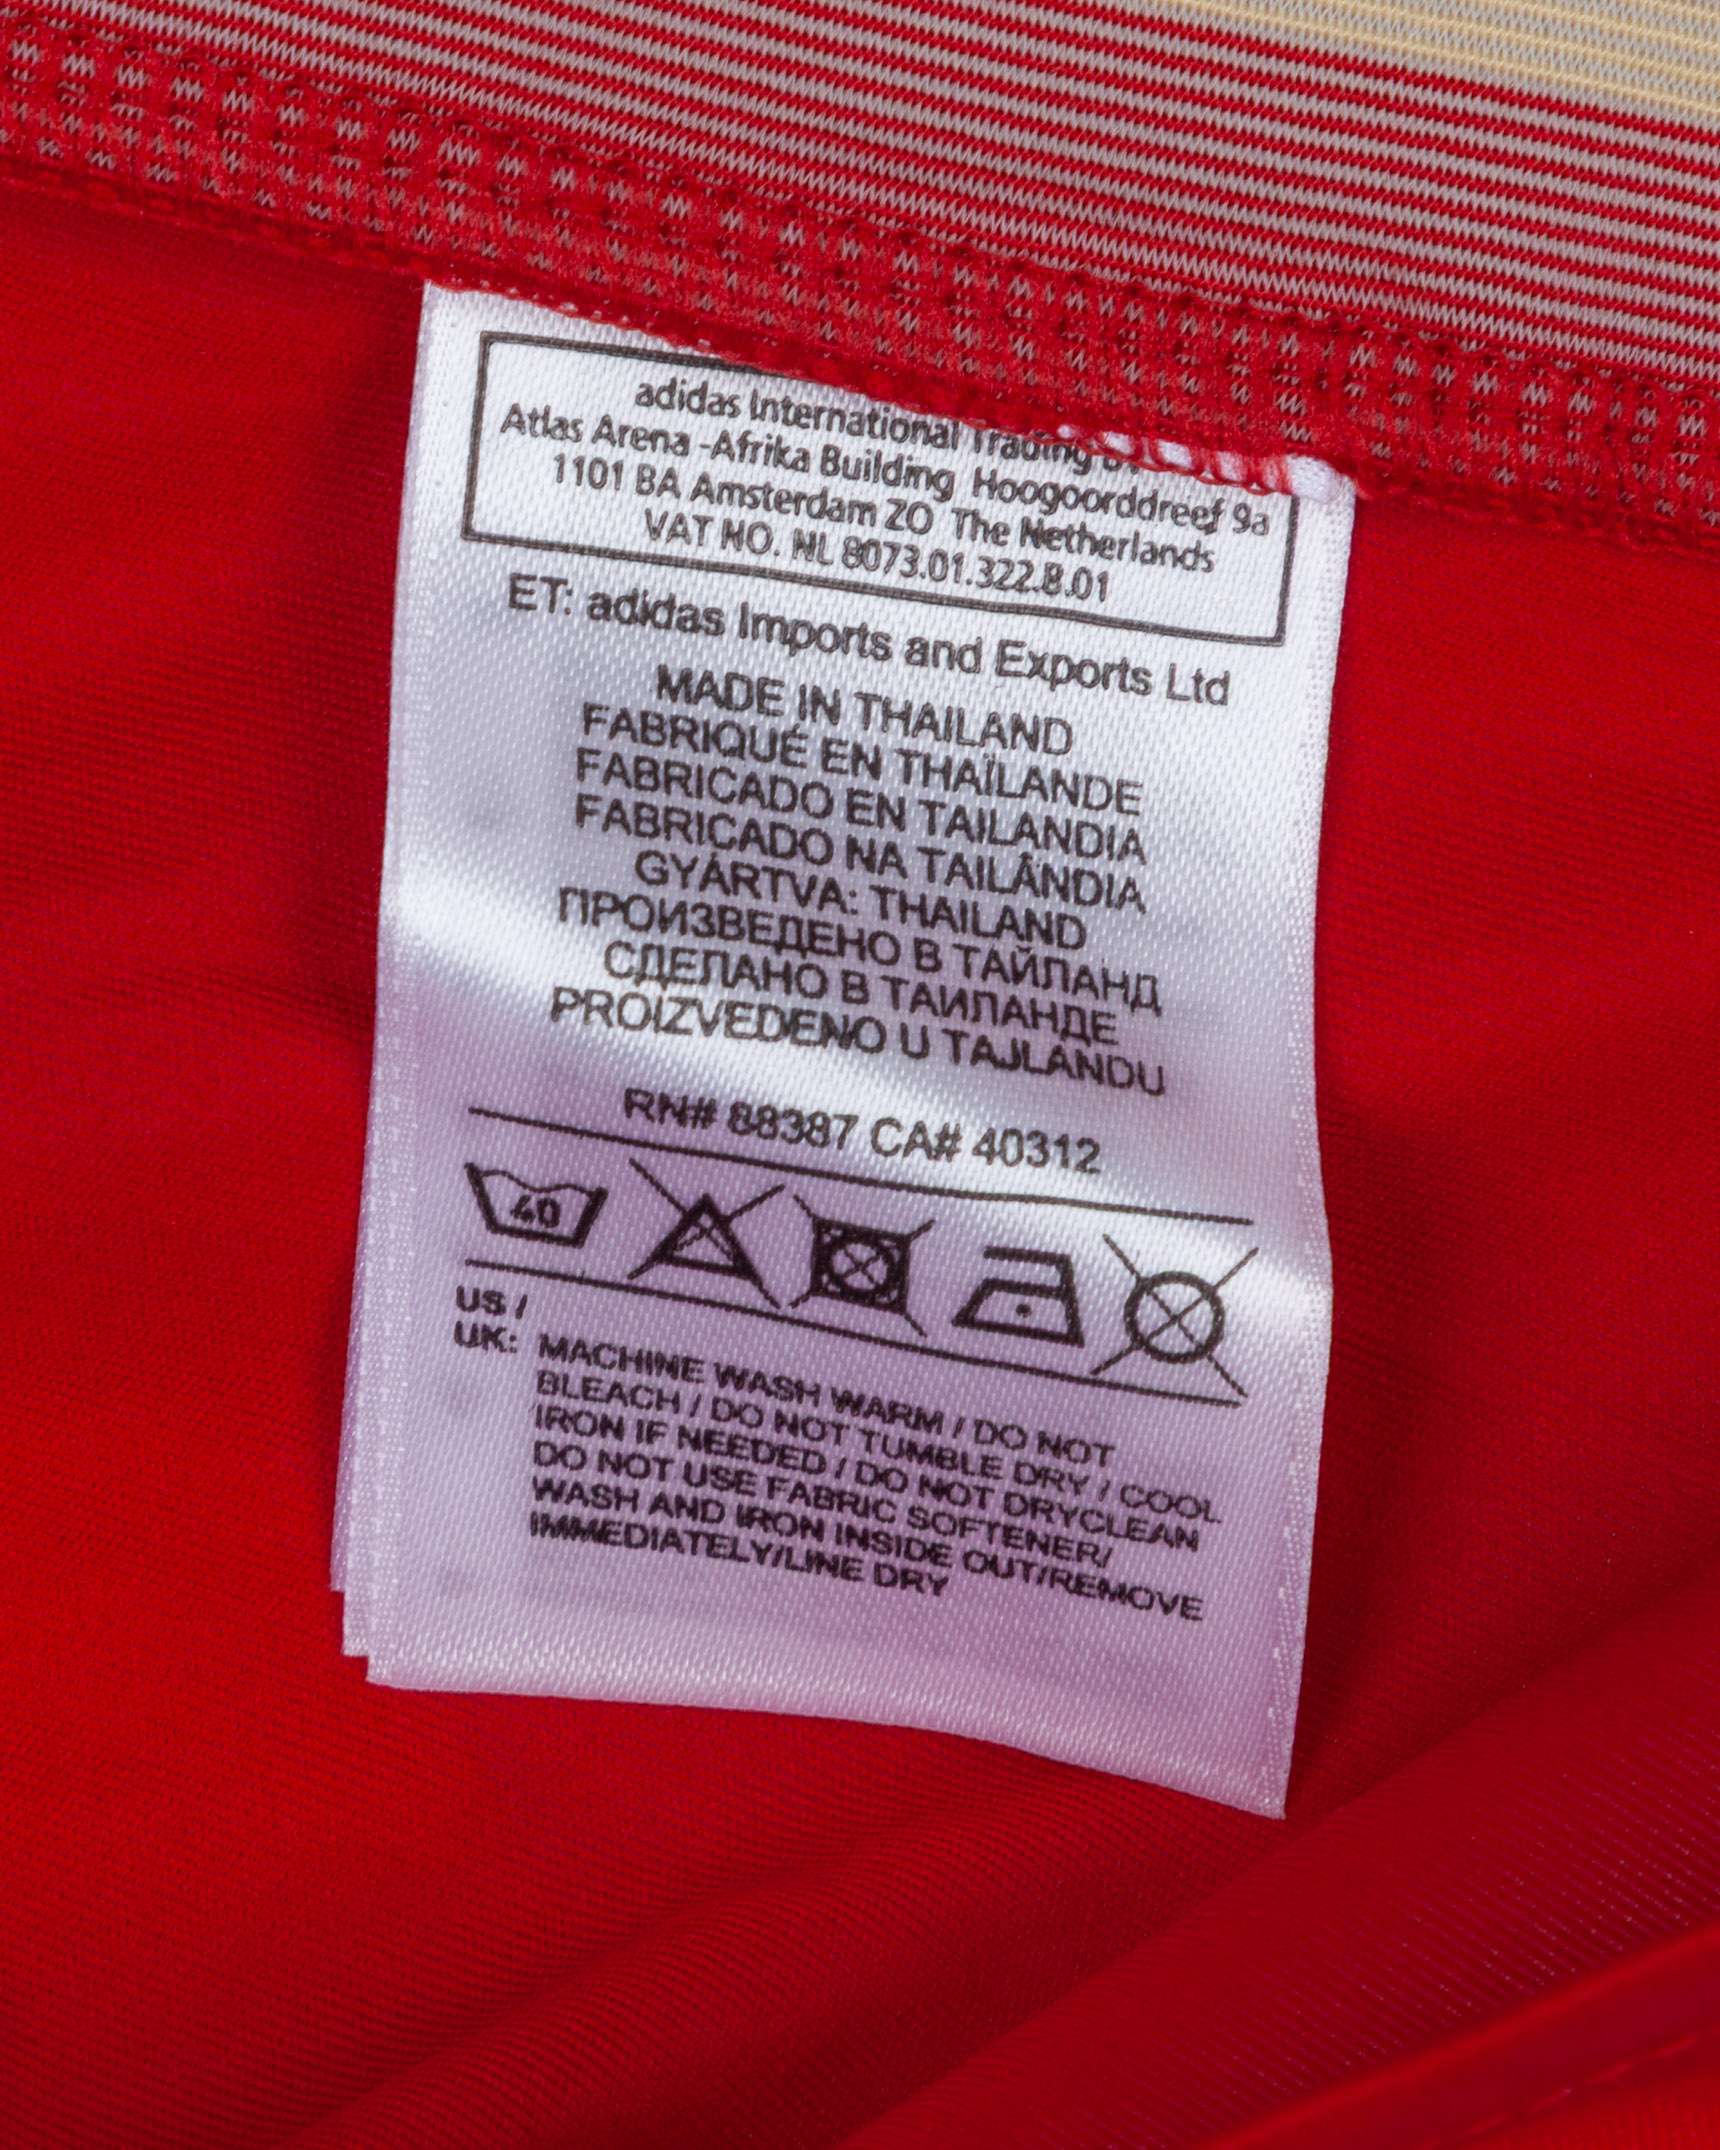 adidas International Trading
Atlas Arena -Afrika Building Hoogoorddreef 9a
1101 BA Amsterdam ZO The Netherlands
VAT NO. NL 8073.01.322.B.01
ET: adidas Imports and Exports Ltd
MADE IN THAILAND
FABRIQUÉ EN THAÏLANDE
FABRICADO EN TAILANDIA
FABRICADO NA TAILÂNDIA
GYÁRTVA: THAILAND
ПРОИЗВЕДЕНО В ТАЙЛАНД
СДЕЛАНО В ТАИЛАНДЕ
PROIZVEDENO U TAJLANDU
RN# 88387 CA# 40312
40
US /
UK: MACHINE WASH WARM / DO NOT
BLEACH / DO NOT TUMBLE DRY / COOL
IRON IF NEEDED / DO NOT DRYCLEAN
DO NOT USE FABRIC SOFTENER/
WASH AND IRON INSIDE OUT/REMOVE
IMMEDIATELY/LINE DRY